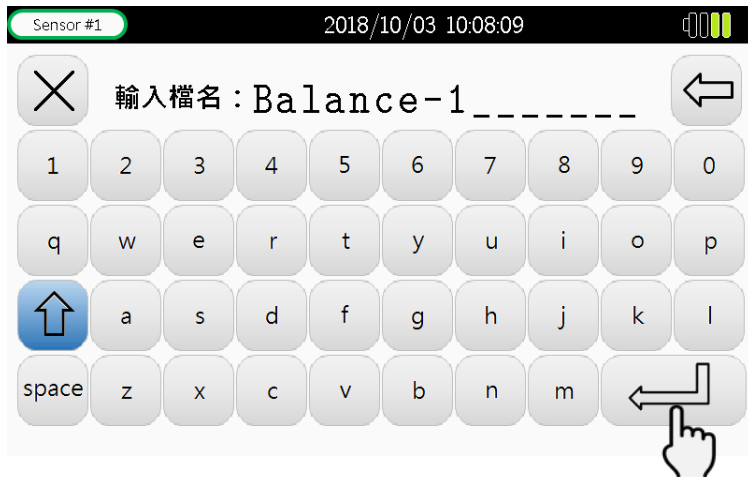 Sensor #1 2018/10/03 10:08:09
輸入檔名：Balance-1_______
1 2 3 4 5 6 7 8 9 0
q w e r t y u i o p
a s d f g h j k l
space z x c v b n m